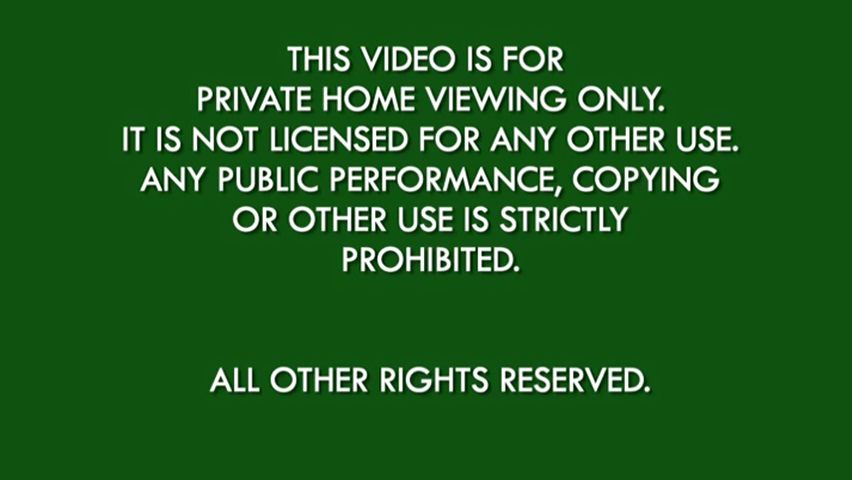 THIS VIDEO IS FOR
PRIVATE HOME VIEWING ONLY.
IT IS NOT LICENSED FOR ANY OTHER USE.
ANY PUBLIC PERFORMANCE, COPYING
OR OTHER USE IS STRICTLY
PROHIBITED.
ALL OTHER RIGHTS RESERVED.